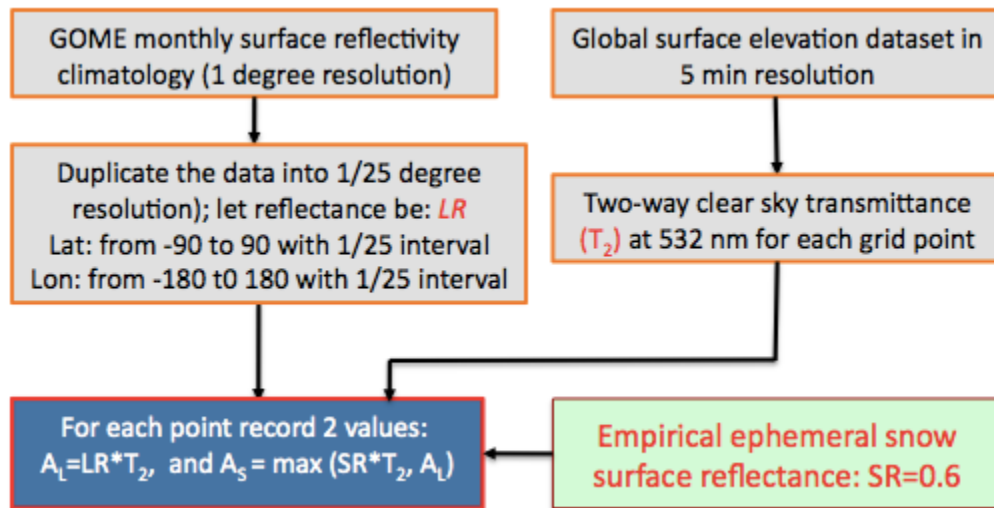 GOME monthly surface reflectivity
climatology (1 degree resolution)
Global surface elevation dataset in
5 min resolution
Duplicate the data into 1/25 degree
resolution); let reflectance be: LR
Lat: from -90 to 90 with 1/25 interval
Lon: from -180 t0 180 with 1/25 interval
Two-way clear sky transmittance
(T₂) at 532 nm for each grid point
For each point record 2 values:
A_L=LR*T₂, and A_S = max (SR*T₂, A_L)
Empirical ephemeral snow
surface reflectance: SR=0.6